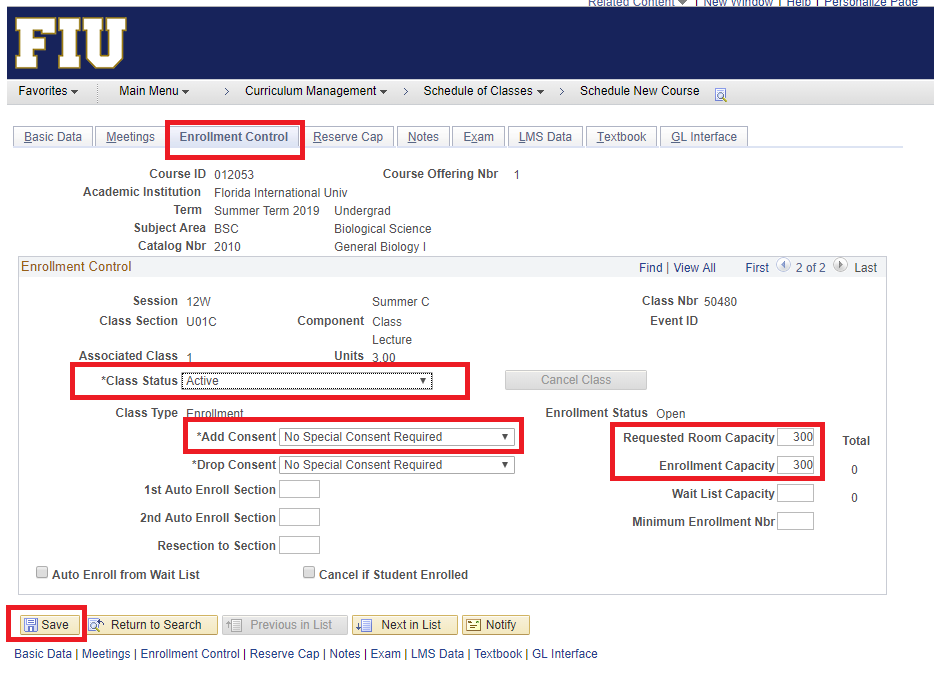 Related Content | New Window | Help | Personalize Page
FIU
Favorites Main Menu > Curriculum Management > Schedule of Classes > Schedule New Course
Basic Data Meetings Enrollment Control Reserve Cap Notes Exam LMS Data Textbook GL Interface
Course ID 012053 Course Offering Nbr 1
Academic Institution Florida International Univ
Term Summer Term 2019 Undergrad
Subject Area BSC Biological Science
Catalog Nbr 2010 General Biology I
Enrollment Control Find | View All First 2 of 2 Last
Session 12W Summer C Class Nbr 50480
Class Section U01C Component Class Event ID
Lecture
Associated Class 1 Units 3.00
*Class Status Active Cancel Class
Class Type Enrollment Enrollment Status Open
*Add Consent No Special Consent Required Requested Room Capacity 300 Total
*Drop Consent No Special Consent Required Enrollment Capacity 300 0
1st Auto Enroll Section Wait List Capacity 0
2nd Auto Enroll Section Minimum Enrollment Nbr
Resection to Section
Auto Enroll from Wait List Cancel if Student Enrolled
Save Return to Search Previous in List Next in List Notify
Basic Data | Meetings | Enrollment Control | Reserve Cap | Notes | Exam | LMS Data | Textbook | GL Interface